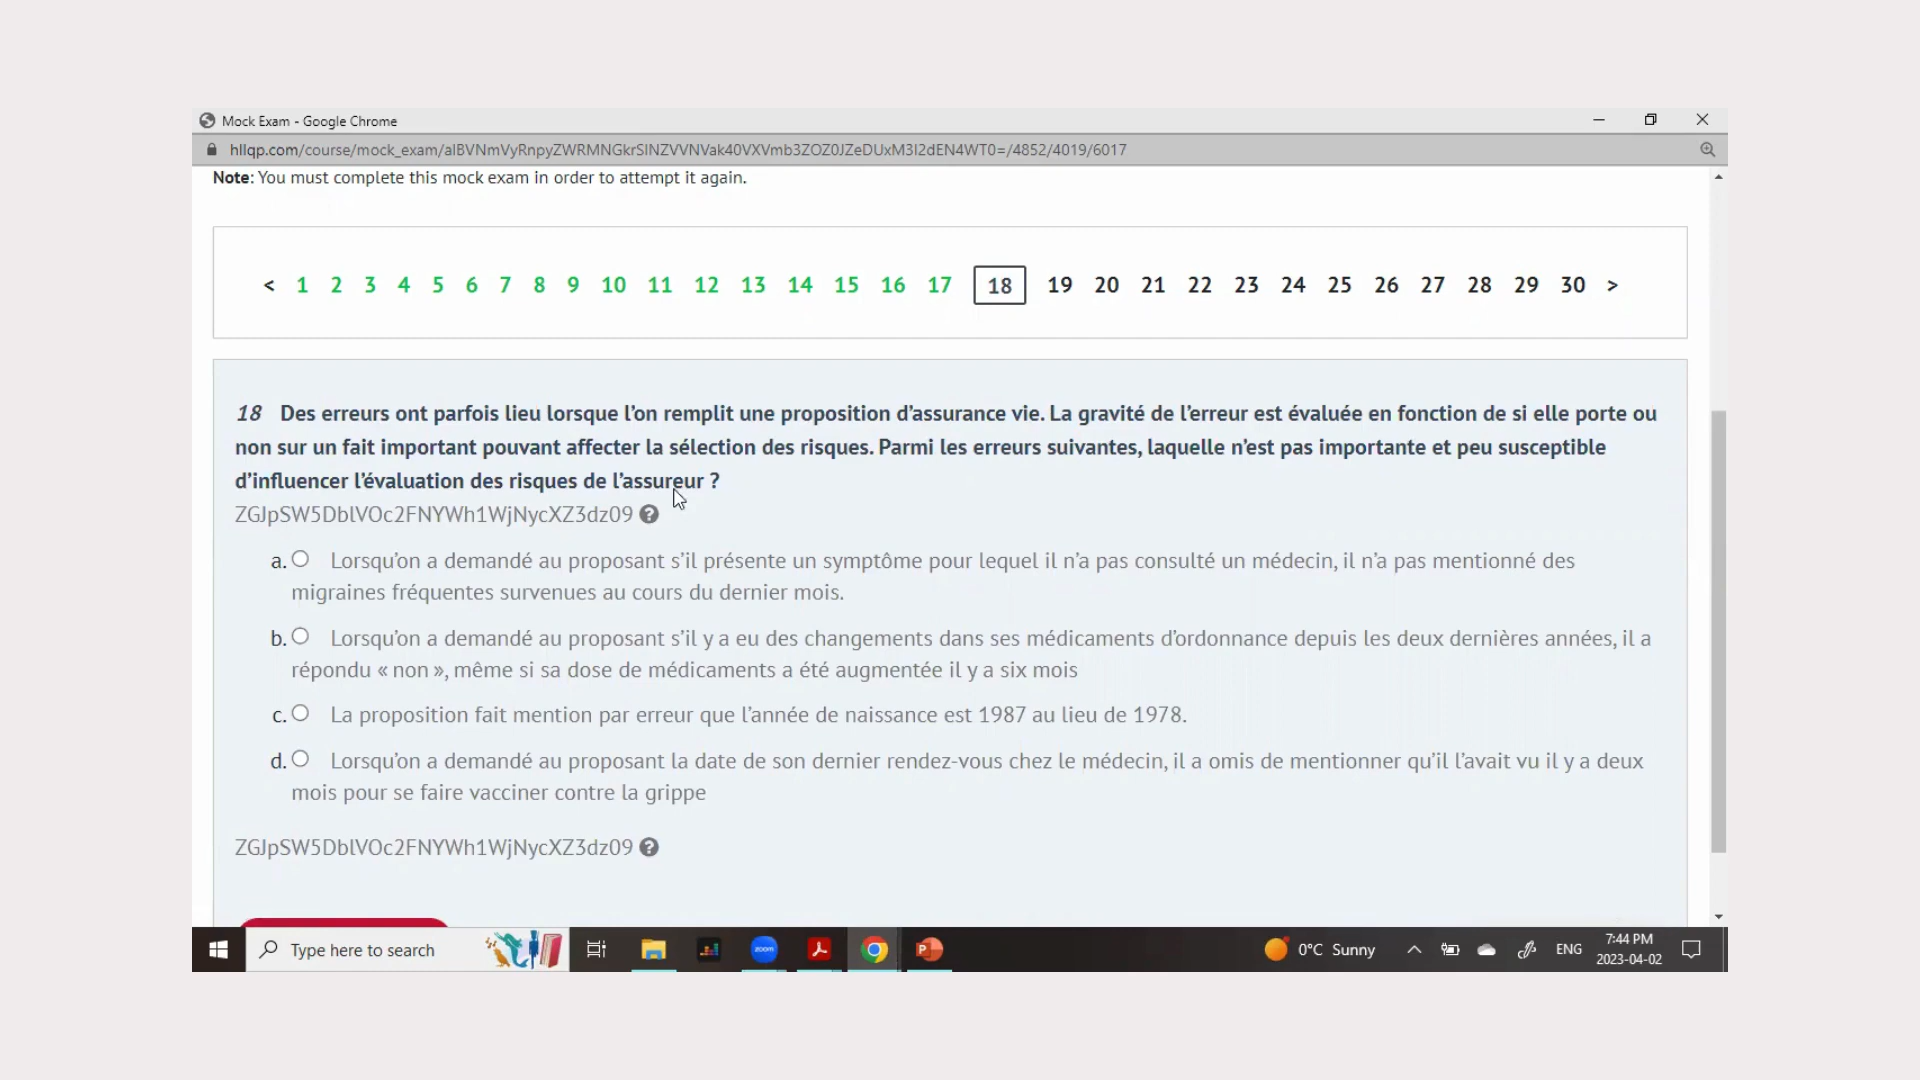 Mock Exam - Google Chrome
hllqp.com/course/mock_exam/alBVNmVyRnpyZWRMNGkrSlNZVVNVak40VXVmb3ZOZ0JZeDUxM3l2dEN4WT0=/4852/4019/6017
Note: You must complete this mock exam in order to attempt it again.
< 1 2 3 4 5 6 7 8 9 10 11 12 13 14 15 16 17 18 19 20 21 22 23 24 25 26 27 28 29 30 >
18 Des erreurs ont parfois lieu lorsque l’on remplit une proposition d’assurance vie. La gravité de l’erreur est évaluée en fonction de si elle porte ou
non sur un fait important pouvant affecter la sélection des risques. Parmi les erreurs suivantes, laquelle n’est pas importante et peu susceptible
d’influencer l’évaluation des risques de l’assureur ?
ZGJpSW5DblVOc2FNYWh1WjNycXZ3dz09
a. Lorsqu’on a demandé au proposant s’il présente un symptôme pour lequel il n’a pas consulté un médecin, il n’a pas mentionné des
migraines fréquentes survenues au cours du dernier mois.
b. Lorsqu’on a demandé au proposant s’il y a eu des changements dans ses médicaments d’ordonnance depuis les deux dernières années, il a
répondu « non », même si sa dose de médicaments a été augmentée il y a six mois
c. La proposition fait mention par erreur que l’année de naissance est 1987 au lieu de 1978.
d. Lorsqu’on a demandé au proposant la date de son dernier rendez-vous chez le médecin, il a omis de mentionner qu’il l’avait vu il y a deux
mois pour se faire vacciner contre la grippe
ZGJpSW5DblVOc2FNYWh1WjNycXZ3dz09
Type here to search
zoom
0°C Sunny
ENG
7:44 PM
2023-04-02